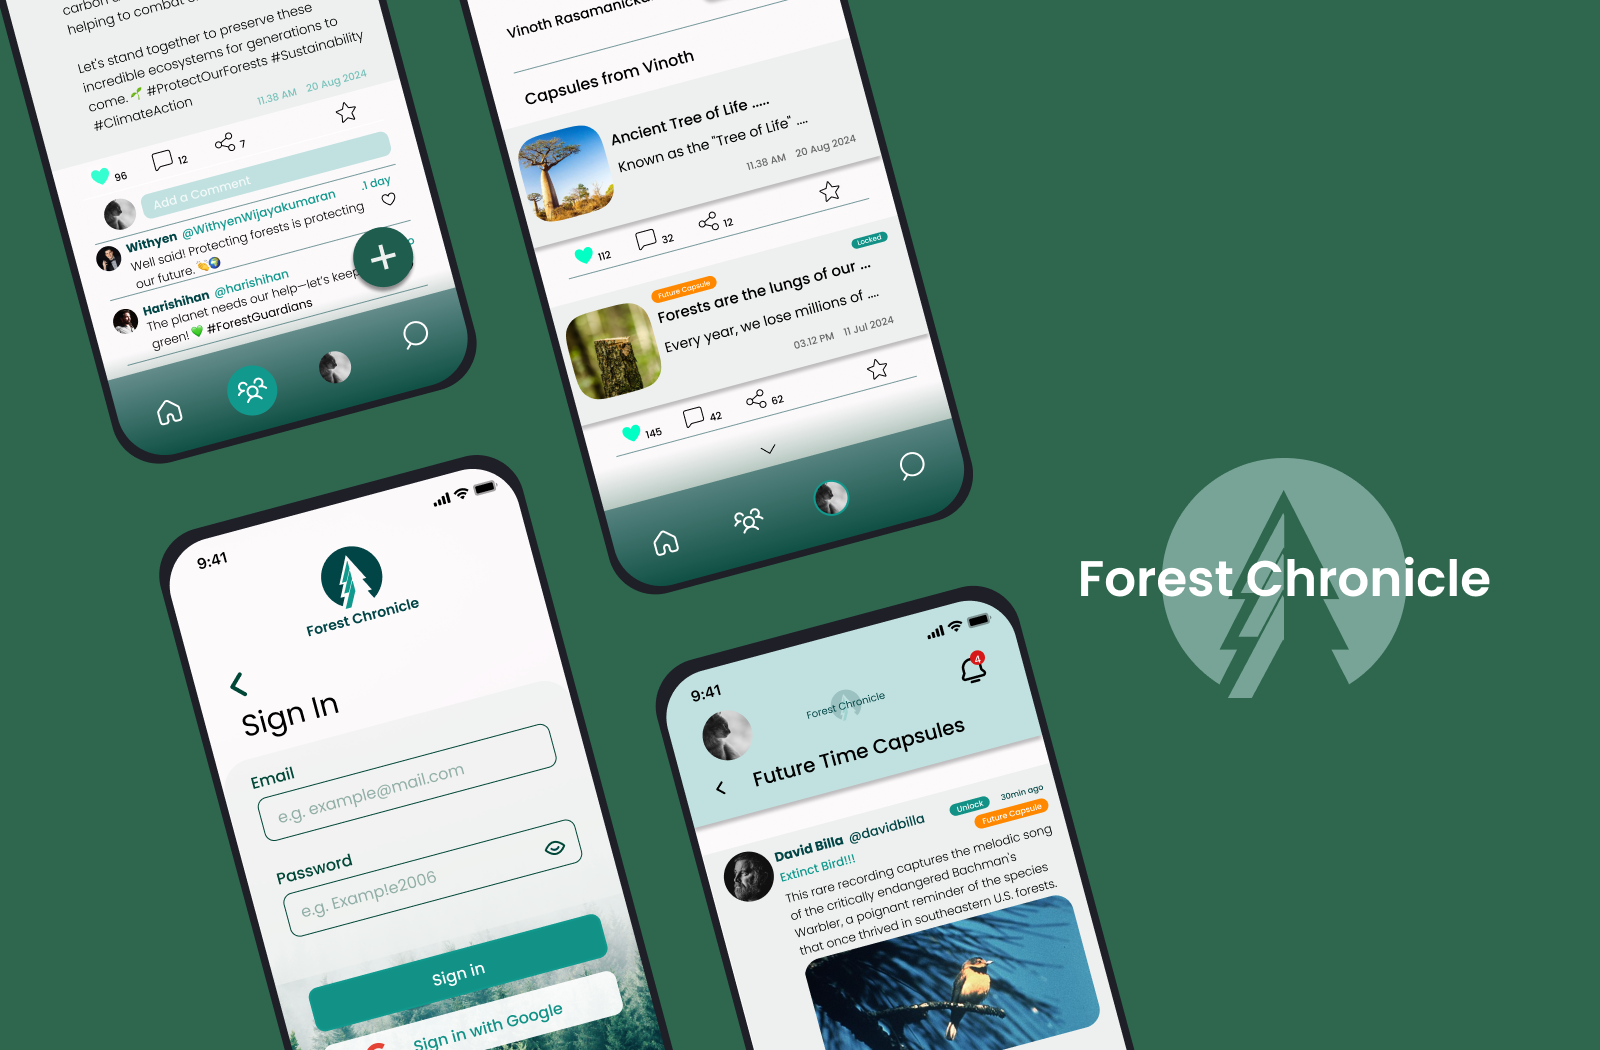 helping to combat
Let's stand together to preserve these
incredible ecosystems for generations to
come. 🌱 #ProtectOurForests #Sustainability
#ClimateAction
11.38 AM 20 Aug 2024
96 12 7
Add a Comment
Withyen @WithyenWijayakumaran .1 day
Well said! Protecting forests is protecting
our future. 👏🌍
Harishihan @harishihan
The planet needs our help—let's keep
green! 💚 #ForestGuardians
Vinoth
Capsules from Vinoth
Ancient Tree of Life .....
Known as the "Tree of Life" ....
11.38 AM 20 Aug 2024
112 32 12
Locked
Future Capsule
Forests are the lungs of our ...
Every year, we lose millions of ....
03.12 PM 11 Jul 2024
145 42 62
9:41
Forest Chronicle
Sign In
Email
e.g. example@mail.com
Password
e.g. Examp!e2006
Sign in
Sign in with Google
9:41
4
Forest Chronicle
Future Time Capsules
Unlock 30min ago
Future Capsule
David Billa @davidbilla
Extinct Bird!!!
This rare recording captures the melodic song
of the critically endangered Bachman's
Warbler, a poignant reminder of the species
that once thrived in southeastern U.S. forests.
Forest Chronicle